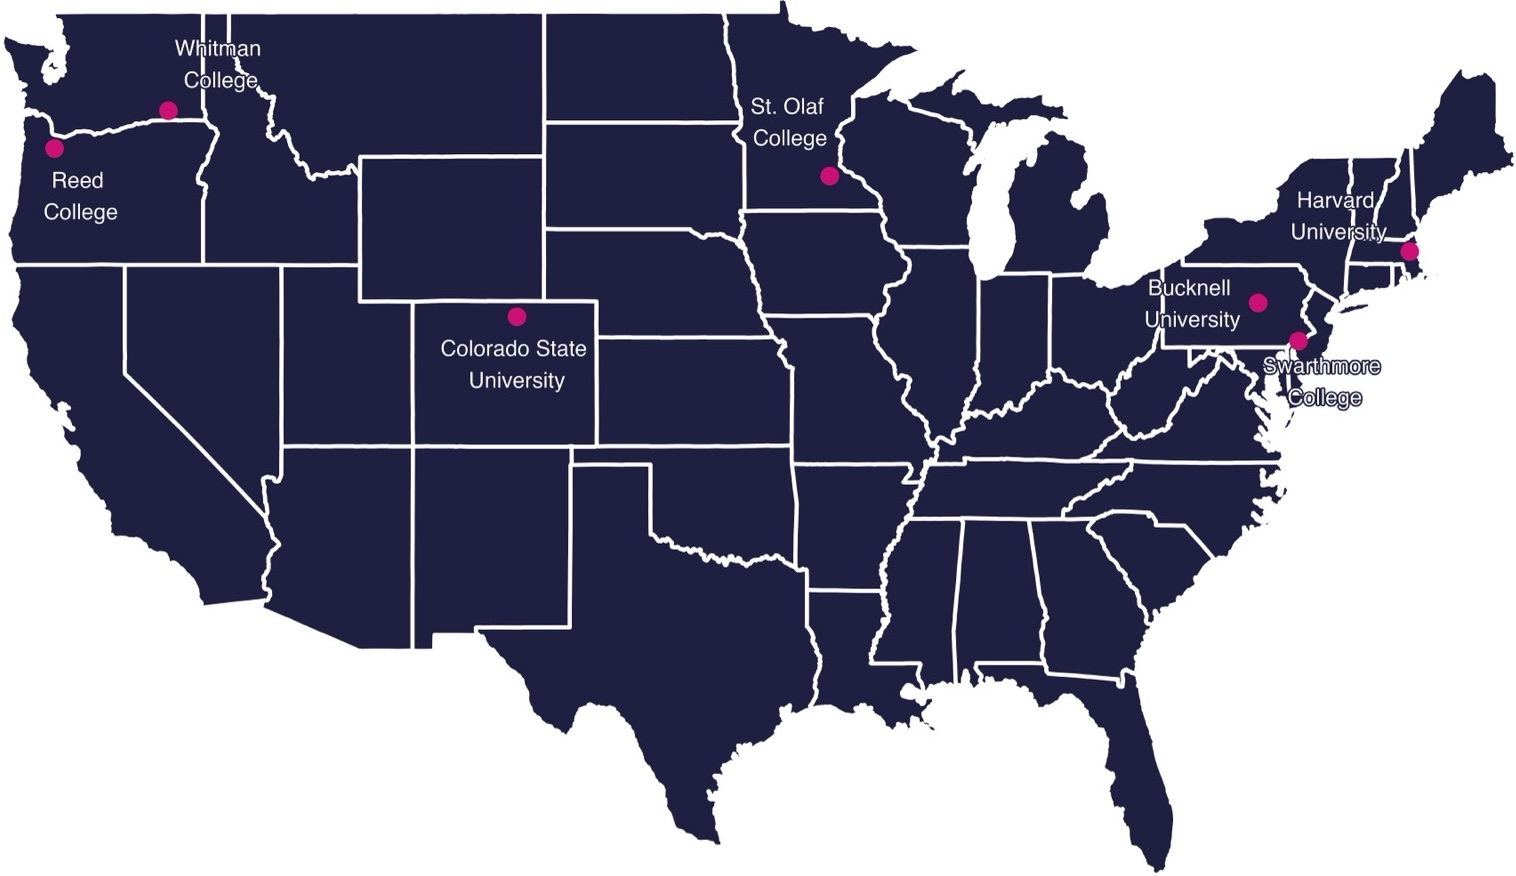 Whitman
College
Reed
College
Colorado State
University
St. Olaf
College
Harvard
University
Bucknell
University
Swarthmore
College